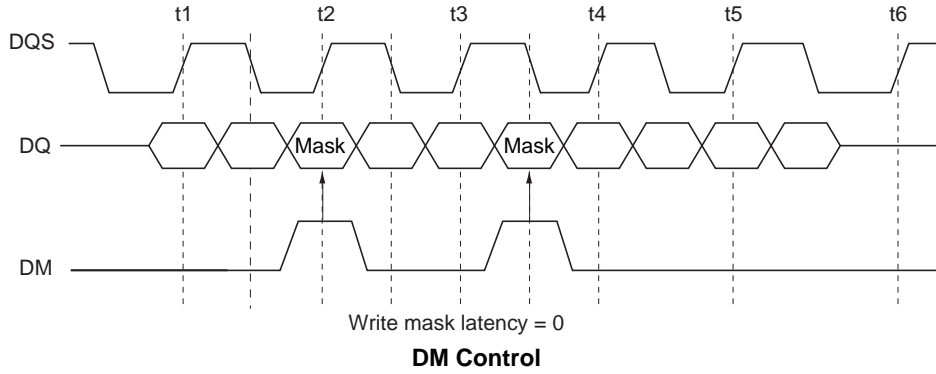 t1 t2 t3 t4 t5 t6
DQS
DQ Mask Mask
DM
Write mask latency = 0
DM Control